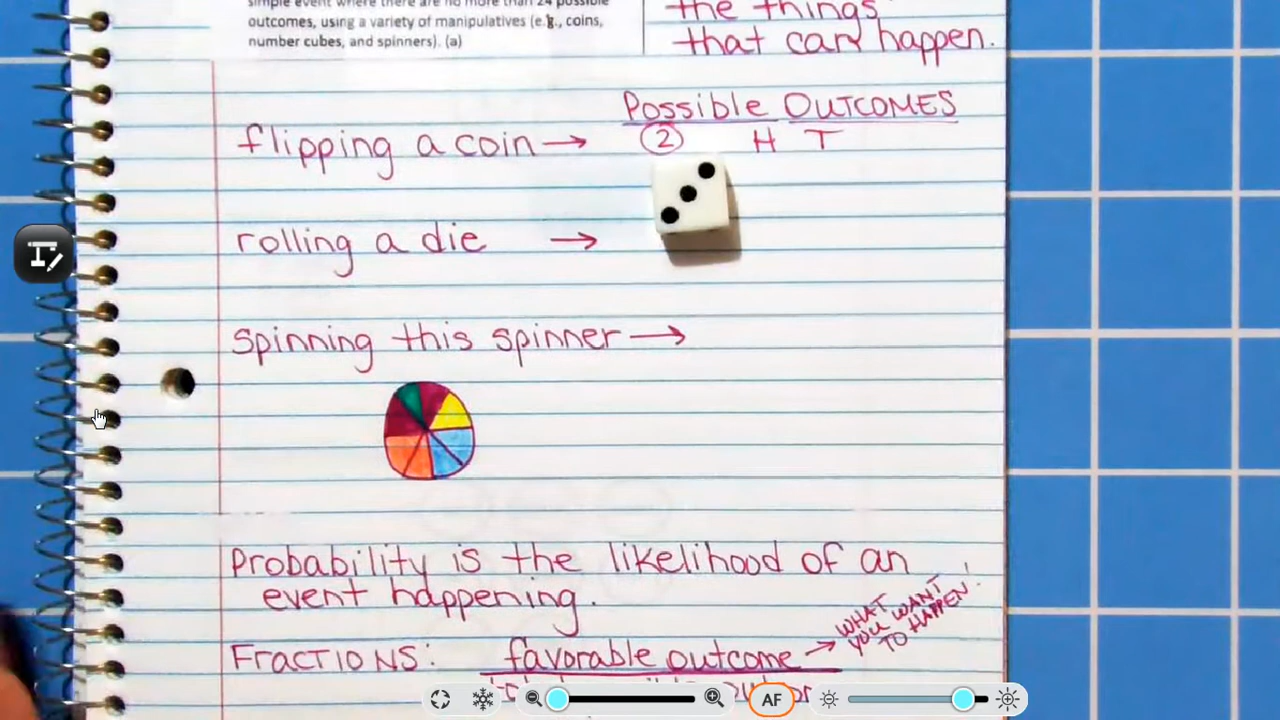 simple event where there are no more than 24 possible
outcomes, using a variety of manipulatives (e.g., coins,
number cubes, and spinners). (a)
the things
that can happen.
Possible OUTCOMES
flipping a coin → 2 H T
rolling a die →
spinning this spinner →
Probability is the likelihood of an
event happening.
FRACTIONS: favorable outcome → WHAT
YOU WANT
TO HAPPEN!
AF